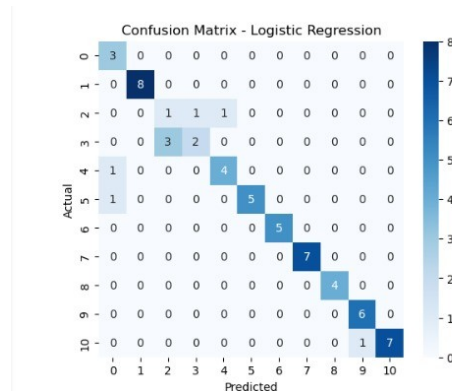 Confusion Matrix - Logistic Regression
0 3 0 0 0 0 0 0 0 0 0 0
1 0 8 0 0 0 0 0 0 0 0 0
2 0 0 1 1 1 0 0 0 0 0 0
3 0 0 3 2 0 0 0 0 0 0 0
4 1 0 0 0 4 0 0 0 0 0 0
5 1 0 0 0 0 5 0 0 0 0 0
6 0 0 0 0 0 0 5 0 0 0 0
7 0 0 0 0 0 0 0 7 0 0 0
8 0 0 0 0 0 0 0 0 4 0 0
9 0 0 0 0 0 0 0 0 0 6 0
10 0 0 0 0 0 0 0 0 0 1 7
0 1 2 3 4 5 6 7 8 9 10
Actual
Predicted
8
7
6
5
4
3
2
1
0